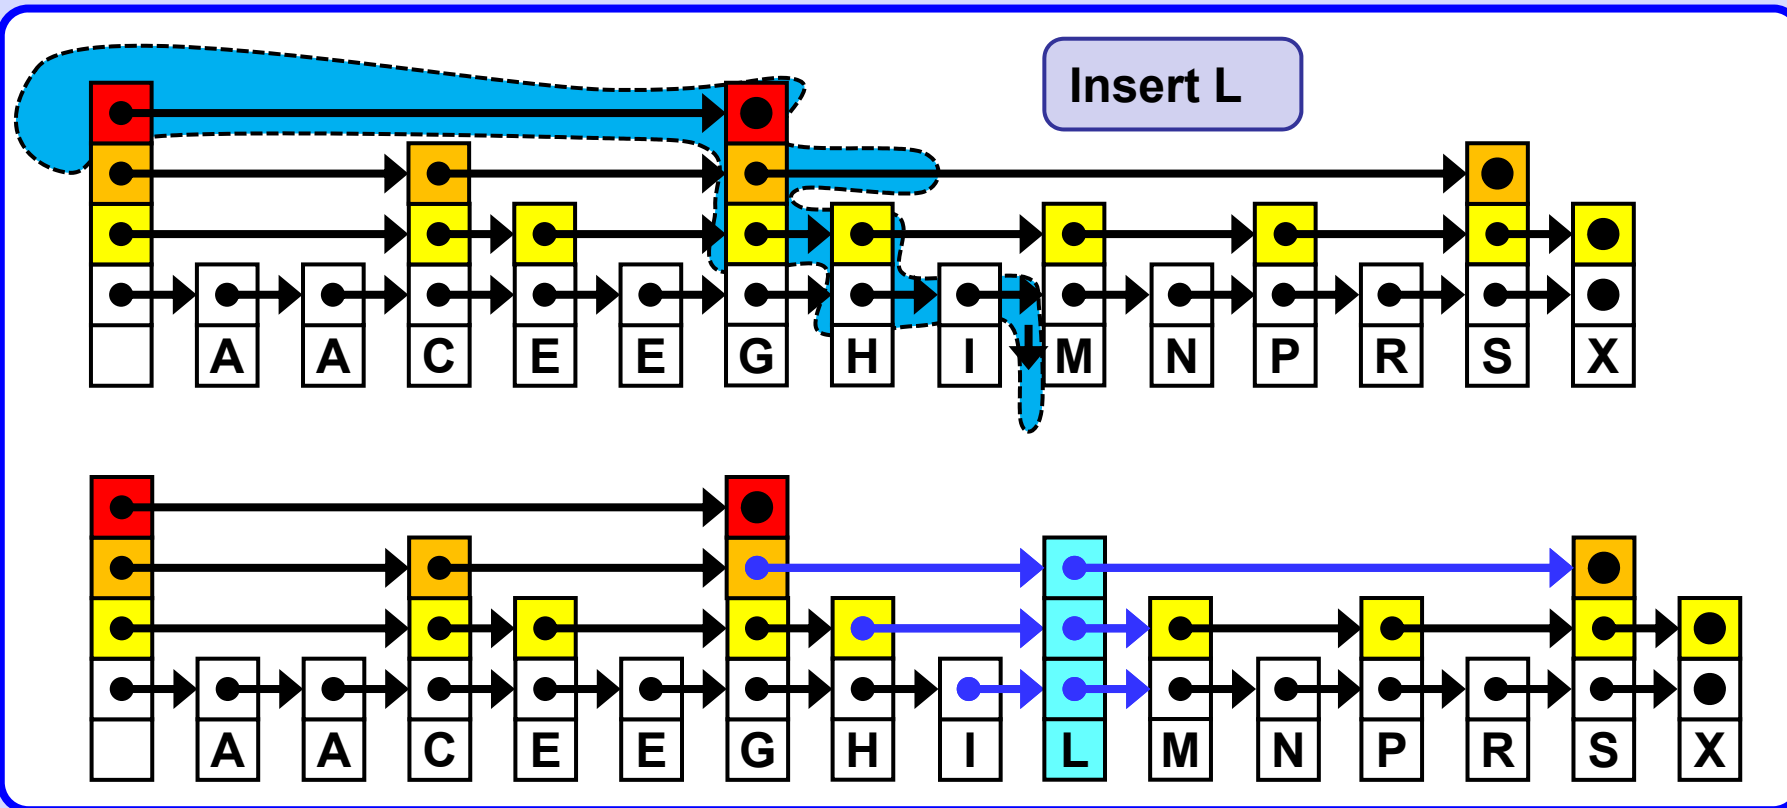 Insert L
A A C E E G H I M N P R S X
A A C E E G H I L M N P R S X